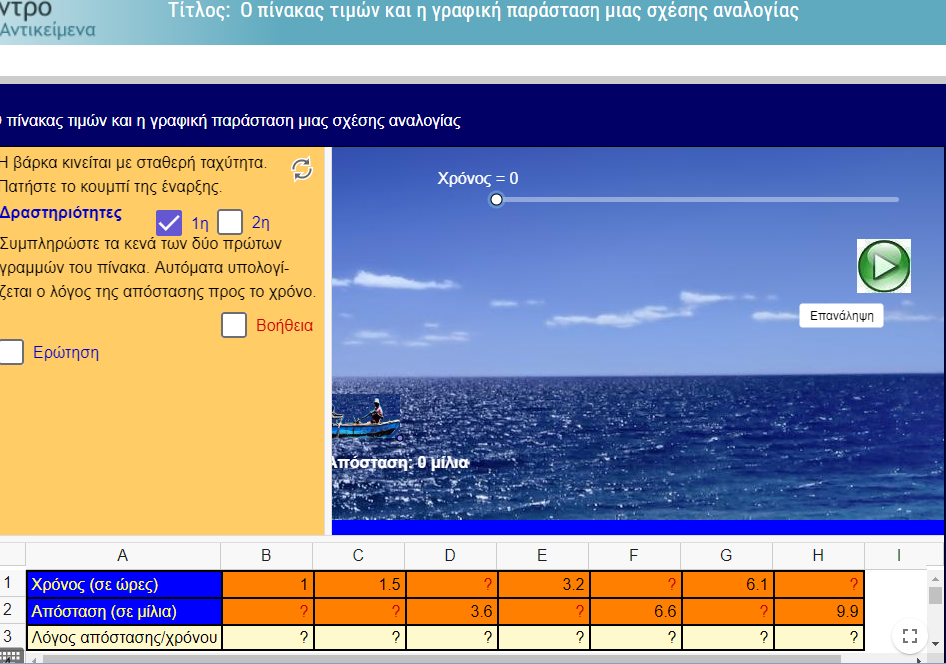 ντρο
Αντικείμενα
Τίτλος: Ο πίνακας τιμών και η γραφική παράσταση μιας σχέσης αναλογίας
πίνακας τιμών και η γραφική παράσταση μιας σχέσης αναλογίας
Η βάρκα κινείται με σταθερή ταχύτητα.
Πατήστε το κουμπί της έναρξης.
Δραστηριότητες
1η 2η
Συμπληρώστε τα κενά των δύο πρώτων
γραμμών του πίνακα. Αυτόματα υπολογί-
ζεται ο λόγος της απόστασης προς το χρόνο.
Βοήθεια
Ερώτηση
Χρόνος = 0
Επανάληψη
Απόσταση: 0 μίλια
A B C D E F G H I
1 Χρόνος (σε ώρες) 1 1.5 ? 3.2 ? 6.1 ?
2 Απόσταση (σε μίλια) ? ? 3.6 ? 6.6 ? 9.9
3 Λόγος απόστασης/χρόνου ? ? ? ? ? ? ?